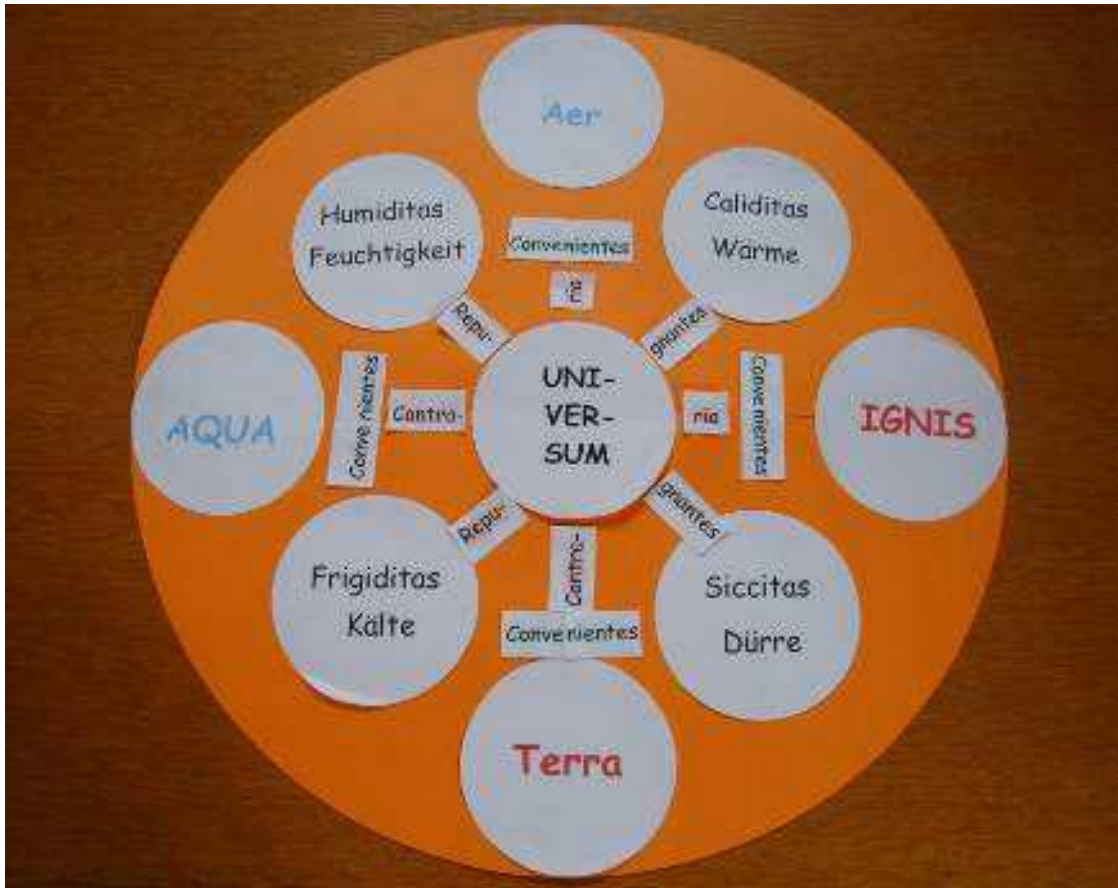 Aer
Humiditas
Feuchtigkeit
Caliditas
Wärme
Convenientes
ria
Repu-
gnantes
AQUA
Convenientes
Contra-
UNI-
VER-
SUM
ria
Convenientes
IGNIS
Repu-
gnantes
Frigiditas
Kälte
Contra-
Siccitas
Dürre
Convenientes
Terra